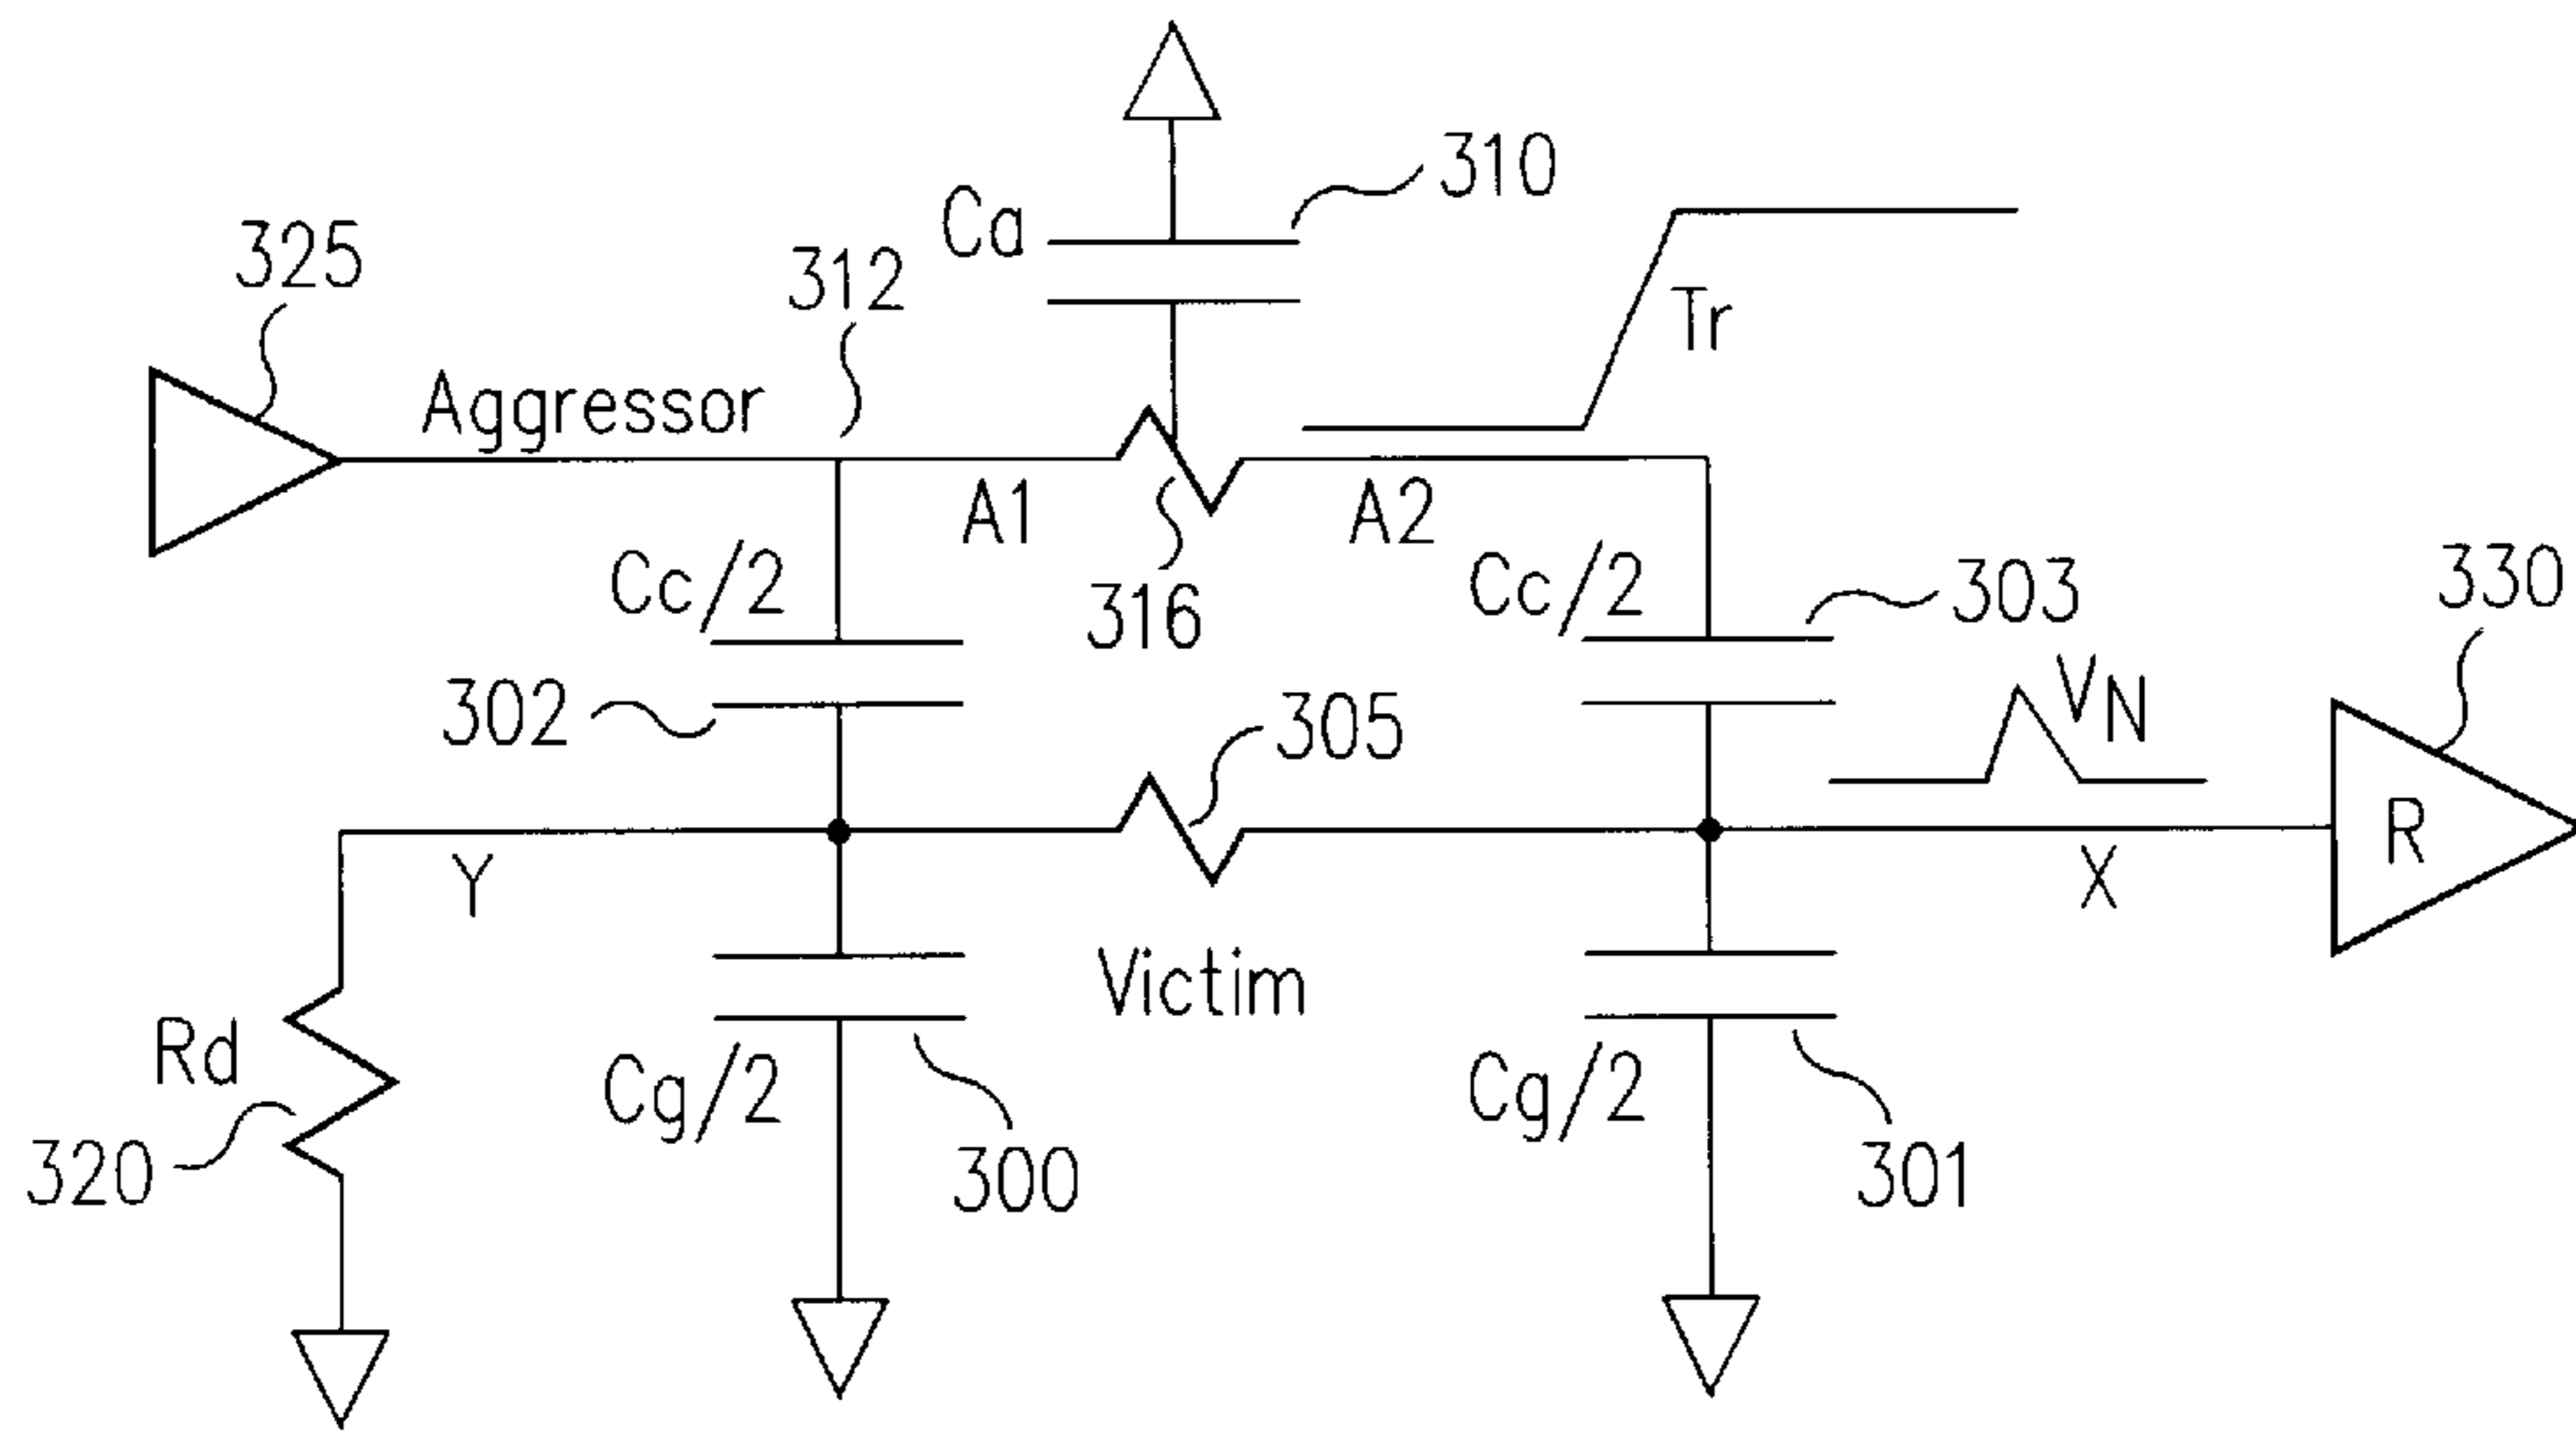 310
Ca
325
312
Tr
Aggressor
A1
A2
Cc/2
316
Cc/2
303
330
302
305
VN
R
Y
X
Victim
Rd
Cg/2
Cg/2
320
300
301